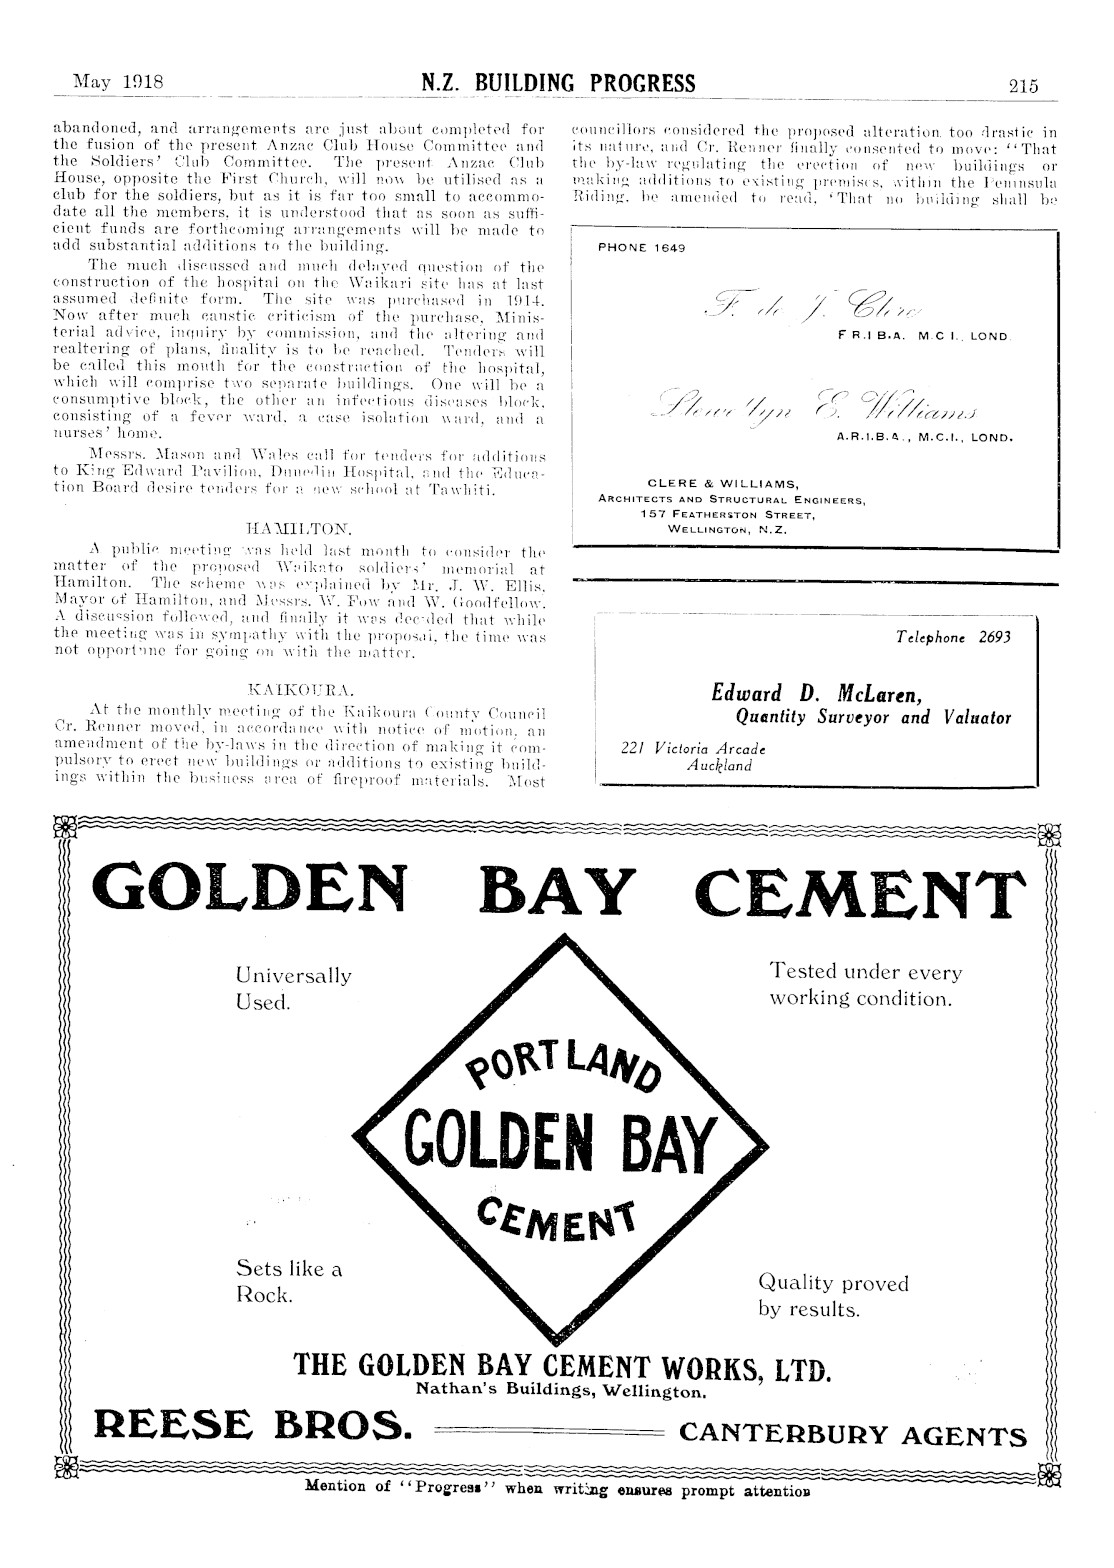 May 1918
N.Z. BUILDING PROGRESS
215
abandoned, and arrangements are just about completed for
the fusion of the present Anzac Club House Committee and
the Soldiers' Club Committee. The present Anzac Club
House, opposite the First Church, will now be utilised as a
club for the soldiers, but as it is far too small to accommo-
date all the members, it is understood that as soon as suffi-
cient funds are forthcoming arrangements will be made to
add substantial additions to the building.
The much discussed and much delayed question of the
construction of the hospital on the Waikari site has at last
assumed definite form. The site was purchased in 1914.
Now after much caustic criticism of the purchase, Minis-
terial advice, inquiry by commission, and the altering and
realtering of plans, finality is to be reached. Tenders will
be called this month for the construction of the hospital,
which will comprise two separate buildings. One will be a
consumptive block, the other an infectious diseases block,
consisting of a fever ward, a case isolation ward, and a
nurses' home.
Messrs. Mason and Wales call for tenders for additions
to King Edward Pavilion, Dunedin Hospital, and the Educa-
tion Board desire tenders for a new school at Tawhiti.
HAMILTON.
A public meeting was held last month to consider the
matter of the proposed Waikato soldiers' memorial at
Hamilton. The scheme was explained by Mr. J. W. Ellis,
Mayor of Hamilton, and Messrs. W. Fow and W. Goodfellow.
A discussion followed, and finally it was decided that while
the meeting was in sympathy with the proposal, the time was
not opportune for going on with the matter.
KAIKOURA.
At the monthly meeting of the Kaikoura County Council
Cr. Renner moved, in accordance with notice of motion, an
amendment of the by-laws in the direction of making it com-
pulsory to erect new buildings or additions to existing build-
ings within the business area of fireproof materials. Most
councillors considered the proposed alteration too drastic in
its nature, and Cr. Renner finally consented to move: "That
the by-law regulating the erection of new buildings or
making additions to existing premises, within the Peninsula
Riding, be amended to read, 'That no building shall be
PHONE 1649
F. de J. Clere
F.R.I.B.A. M.C.I., LOND.
Llewellyn E. Williams
A.R.I.B.A., M.C.I., LOND.
CLERE & WILLIAMS,
ARCHITECTS AND STRUCTURAL ENGINEERS,
157 FEATHERSTON STREET,
WELLINGTON, N.Z.
Telephone 2693
Edward D. McLaren,
Quantity Surveyor and Valuator
221 Victoria Arcade
Auckland
GOLDEN BAY CEMENT
Universally
Used.
Tested under every
working condition.
PORTLAND
GOLDEN BAY
CEMENT
Sets like a
Rock.
Quality proved
by results.
THE GOLDEN BAY CEMENT WORKS, LTD.
Nathan's Buildings, Wellington.
REESE BROS.
CANTERBURY AGENTS
Mention of "Progress" when writing ensures prompt attention